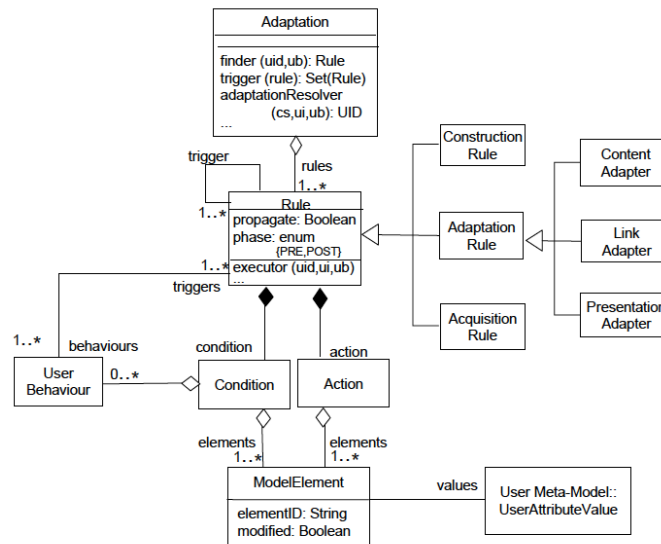 Adaptation
finder (uid,ub): Rule
trigger (rule): Set(Rule)
adaptationResolver
(cs,ui,ub): UID
...
trigger
rules
1..*
1..*
Rule
propagate: Boolean
phase: enum
{PRE,POST}
executor (uid,ui,ub)
...
Construction
Rule
Adaptation
Rule
Acquisition
Rule
Content
Adapter
Link
Adapter
Presentation
Adapter
1..*
triggers
1..*
behaviours
User
Behaviour
0..*
condition
Condition
action
Action
elements
1..*
elements
1..*
ModelElement
elementID: String
modified: Boolean
values
User Meta-Model::
UserAttributeValue